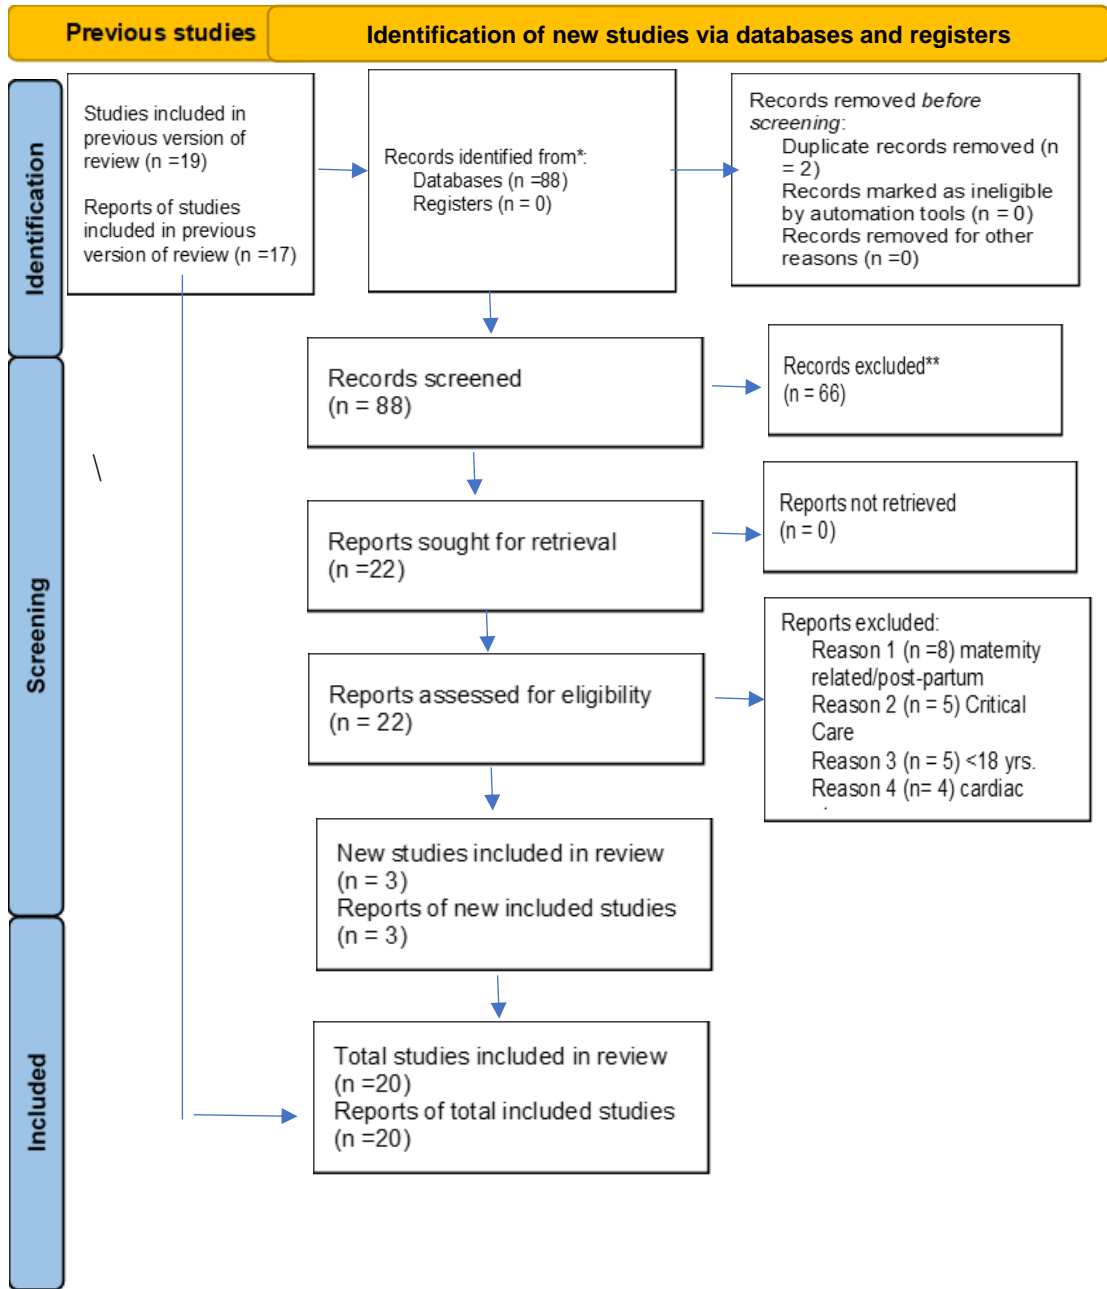 Previous studies
Identification of new studies via databases and registers
Identification
Studies included in
previous version of
review (n =19)
Reports of studies
included in previous
version of review (n =17)
Records identified from*:
Databases (n =88)
Registers (n = 0)
Records removed before
screening:
Duplicate records removed (n
= 2)
Records marked as ineligible
by automation tools (n = 0)
Records removed for other
reasons (n =0)
Screening
Records screened
(n = 88)
Records excluded**
(n = 66)
\
Reports sought for retrieval
(n =22)
Reports not retrieved
(n = 0)
Reports assessed for eligibility
(n = 22)
Reports excluded:
Reason 1 (n =8) maternity
related/post-partum
Reason 2 (n = 5) Critical
Care
Reason 3 (n = 5) <18 yrs.
Reason 4 (n= 4) cardiac
New studies included in review
(n = 3)
Reports of new included studies
(n = 3)
Included
Total studies included in review
(n =20)
Reports of total included studies
(n =20)